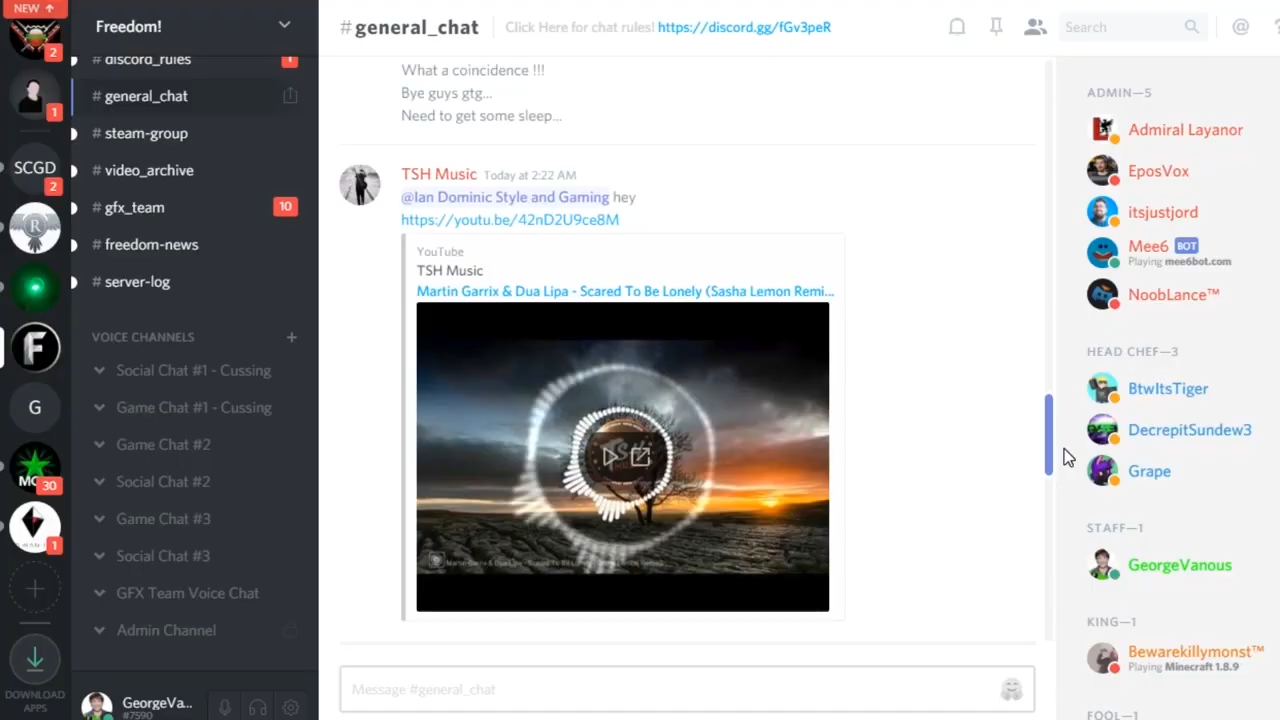 NEW ↑
2
1
SCGD
2
R
F
G
30
1
DOWNLOAD
APPS
Freedom!
# discord_rules
1
# general_chat
# steam-group
# video_archive
# gfx_team
10
# freedom-news
# server-log
VOICE CHANNELS +
Social Chat #1 - Cussing
Game Chat #1 - Cussing
Game Chat #2
Social Chat #2
Game Chat #3
Social Chat #3
GFX Team Voice Chat
Admin Channel
GeorgeVa...
#7590
#general_chat
Click Here for chat rules! https://discord.gg/fGv3peR
Search
@
What a coincidence !!!
Bye guys gtg...
Need to get some sleep...
TSH Music Today at 2:22 AM
@Ian Dominic Style and Gaming hey
https://youtu.be/42nD2U9ce8M
YouTube
TSH Music
Martin Garrix & Dua Lipa - Scared To Be Lonely (Sasha Lemon Remi...
Message #general_chat
ADMIN—5
Admiral Layanor
EposVox
itsjustjord
Mee6 BOT
Playing mee6bot.com
NoobLance™
HEAD CHEF—3
BtwItsTiger
DecrepitSundew3
Grape
STAFF—1
GeorgeVanous
KING—1
Bewarekillymonst™
Playing Minecraft 1.8.9
FOOL—1